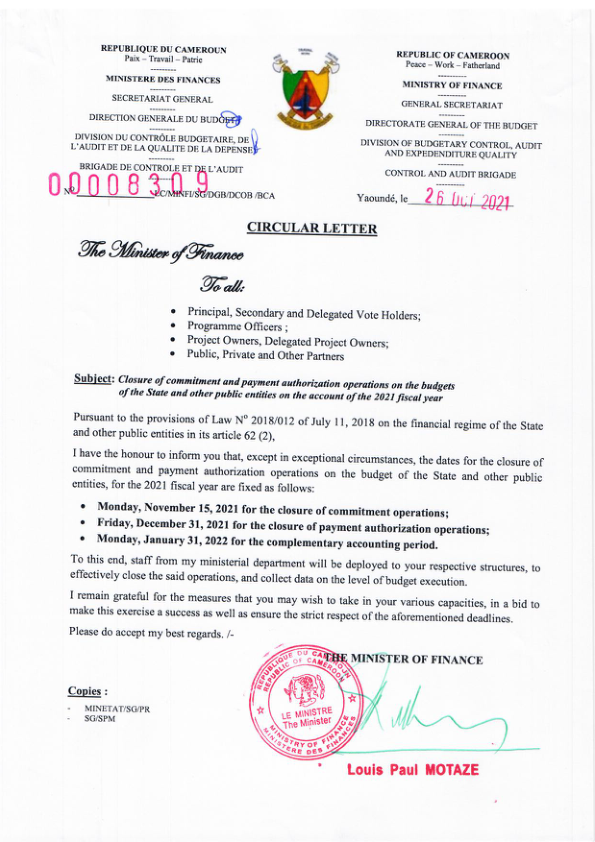 REPUBLIQUE DU CAMEROUN
Paix – Travail – Patrie
----------
MINISTERE DES FINANCES
----------
SECRETARIAT GENERAL
----------
DIRECTION GENERALE DU BUDGET
----------
DIVISION DU CONTRÔLE BUDGETAIRE, DE
L'AUDIT ET DE LA QUALITE DE LA DEPENSE
----------
BRIGADE DE CONTROLE ET DE L'AUDIT
----------
00008309
N° LC/MINFI/SG/DGB/DCOB /BCA
REPUBLIC OF CAMEROON
Peace – Work – Fatherland
----------
MINISTRY OF FINANCE
----------
GENERAL SECRETARIAT
----------
DIRECTORATE GENERAL OF THE BUDGET
----------
DIVISION OF BUDGETARY CONTROL, AUDIT
AND EXPEDENITURE QUALITY
----------
CONTROL AND AUDIT BRIGADE
----------
Yaoundé, le 26 OCT 2021
CIRCULAR LETTER
The Minister of Finance
To all:
• Principal, Secondary and Delegated Vote Holders;
• Programme Officers ;
• Project Owners, Delegated Project Owners;
• Public, Private and Other Partners
Subject: Closure of commitment and payment authorization operations on the budgets
of the State and other public entities on the account of the 2021 fiscal year
Pursuant to the provisions of Law N° 2018/012 of July 11, 2018 on the financial regime of the State
and other public entities in its article 62 (2),
I have the honour to inform you that, except in exceptional circumstances, the dates for the closure of
commitment and payment authorization operations on the budget of the State and other public
entities, for the 2021 fiscal year are fixed as follows:
• Monday, November 15, 2021 for the closure of commitment operations;
• Friday, December 31, 2021 for the closure of payment authorization operations;
• Monday, January 31, 2022 for the complementary accounting period.
To this end, staff from my ministerial department will be deployed to your respective structures, to
effectively close the said operations, and collect data on the level of budget execution.
I remain grateful for the measures that you may wish to take in your various capacities, in a bid to
make this exercise a success as well as ensure the strict respect of the aforementioned deadlines.
Please do accept my best regards. /-
THE MINISTER OF FINANCE
REPUBLIQUE DU CAMEROUN
REPUBLIC OF CAMEROON
LE MINISTRE
The Minister
MINISTRY OF FINANCE
MINISTERE DES FINANCES
Louis Paul MOTAZE
Copies :
- MINETAT/SG/PR
- SG/SPM